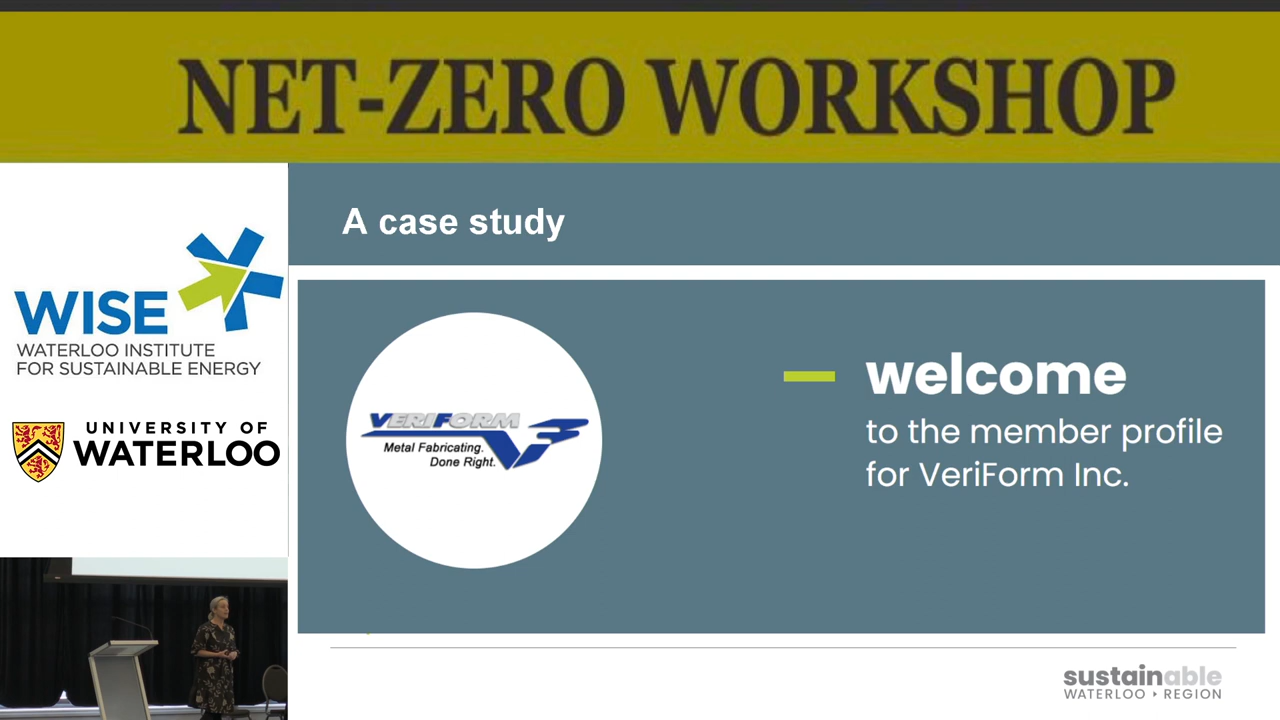 NET-ZERO WORKSHOP
A case study
WISE
WATERLOO INSTITUTE
FOR SUSTAINABLE ENERGY
UNIVERSITY OF
WATERLOO
VERIFORM
Metal Fabricating.
Done Right.
welcome
to the member profile
for VeriForm Inc.
sustainable
WATERLOO REGION